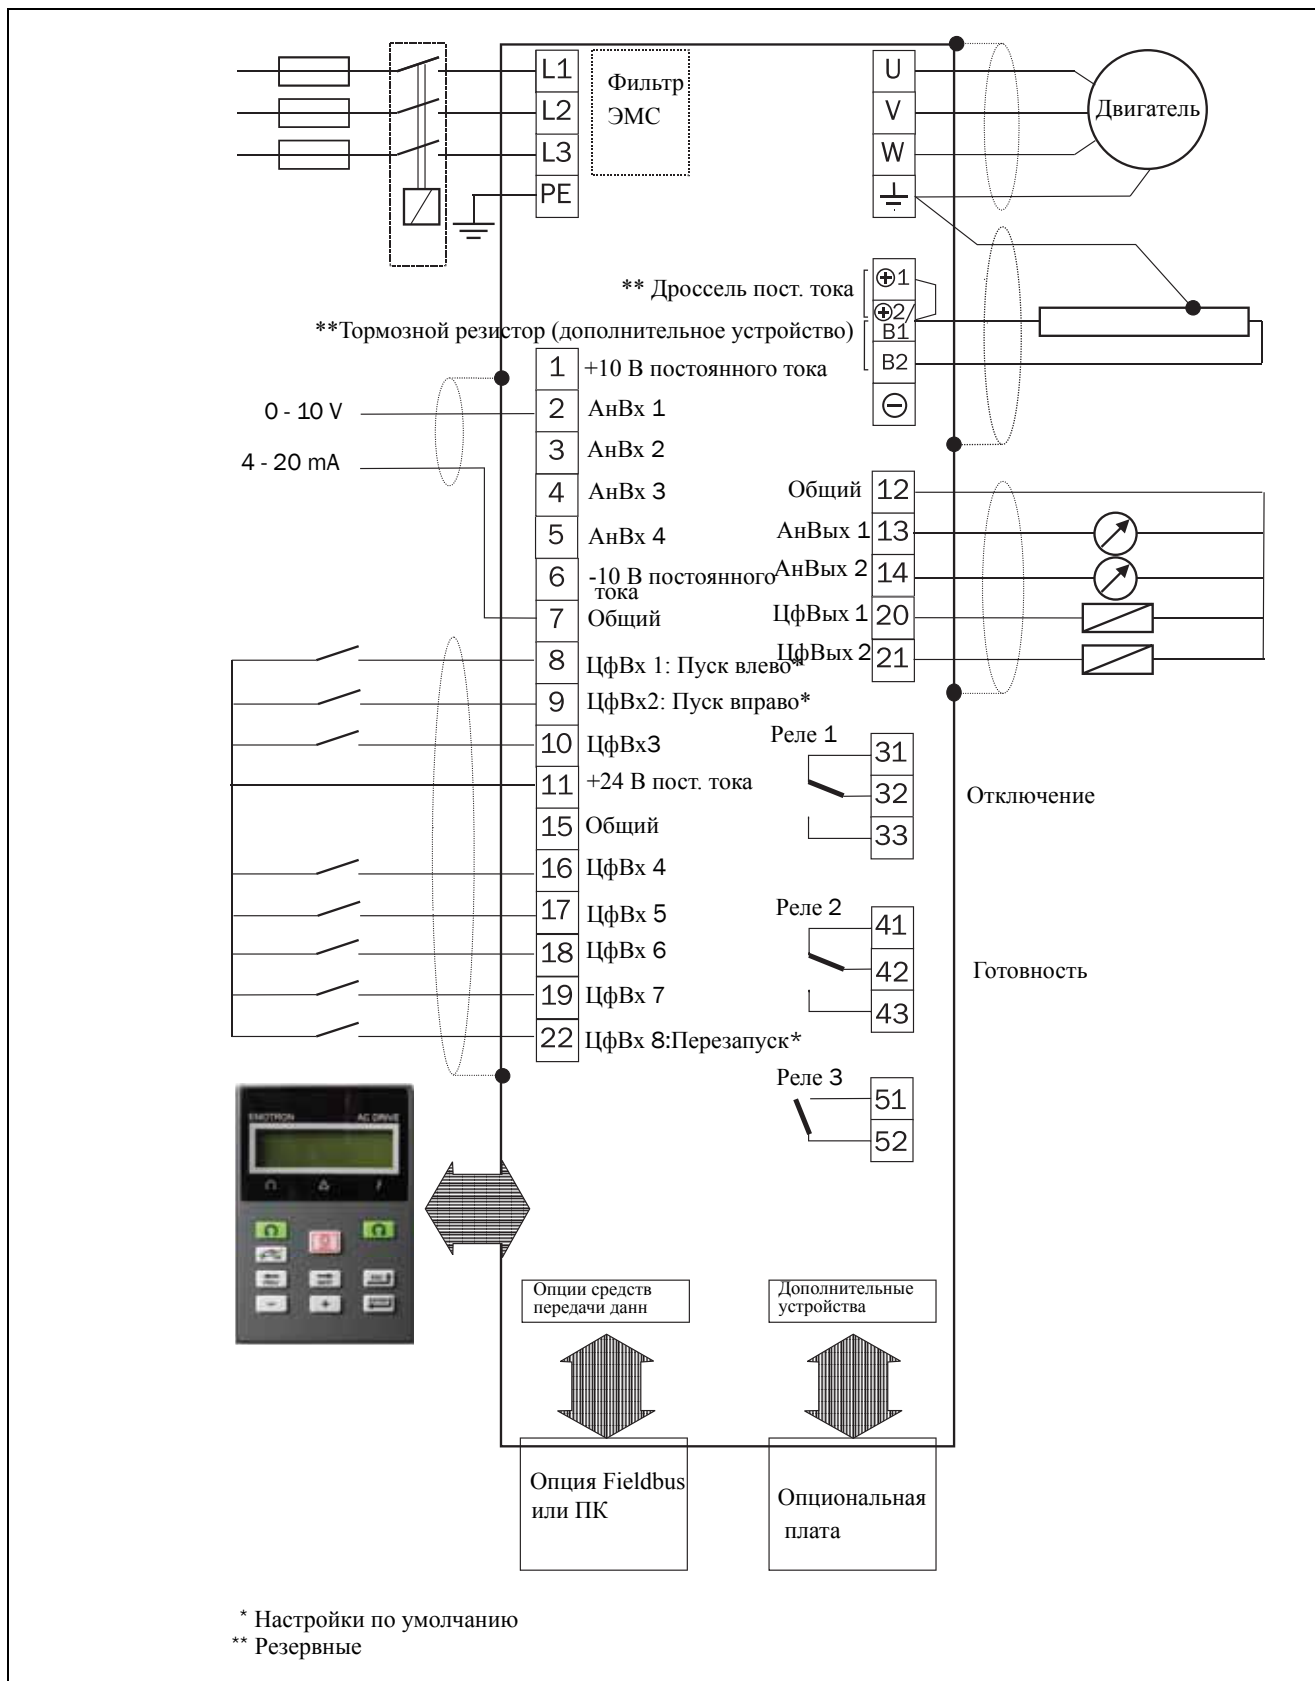 L1
L2
L3
PE
Фильтр
ЭМС
U
V
W
Двигатель
** Дроссель пост. тока
+1
+2/
B1
B2
**Тормозной резистор (дополнительное устройство)
0 - 10 V
4 - 20 mA
1 +10 В постоянного тока
2 АнВх 1
3 АнВх 2
4 АнВх 3
5 АнВх 4
6 -10 В постоянного
тока
7 Общий
8 ЦфВх 1: Пуск влево*
9 ЦфВх2: Пуск вправо*
10 ЦфВх3
11 +24 В пост. тока
15 Общий
16 ЦфВх 4
17 ЦфВх 5
18 ЦфВх 6
19 ЦфВх 7
22 ЦфВх 8:Перезапуск*
Общий 12
АнВых 1 13
АнВых 2 14
ЦфВых 1 20
ЦфВых 2 21
Реле 1
31
32
33
Отключение
Реле 2
41
42
43
Готовность
Реле 3
51
52
EMOTRON AC DRIVE
Опции средств
передачи данн
Дополнительные
устройства
Опция Fieldbus
или ПК
Опциональная
плата
* Настройки по умолчанию
** Резервные